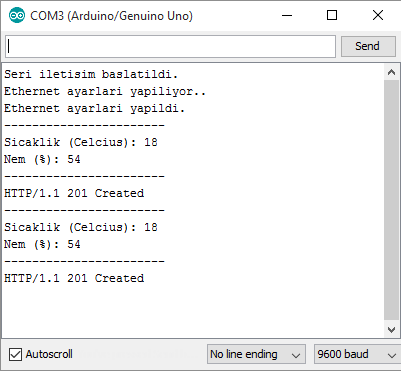 COM3 (Arduino/Genuino Uno)
Send
Seri iletisim baslatildi.
Ethernet ayarlari yapiliyor..
Ethernet ayarlari yapildi.
------------------------
Sicaklik (Celcius): 18
Nem (%): 54
------------------------
HTTP/1.1 201 Created
------------------------
Sicaklik (Celcius): 18
Nem (%): 54
------------------------
HTTP/1.1 201 Created
Autoscroll
No line ending
9600 baud